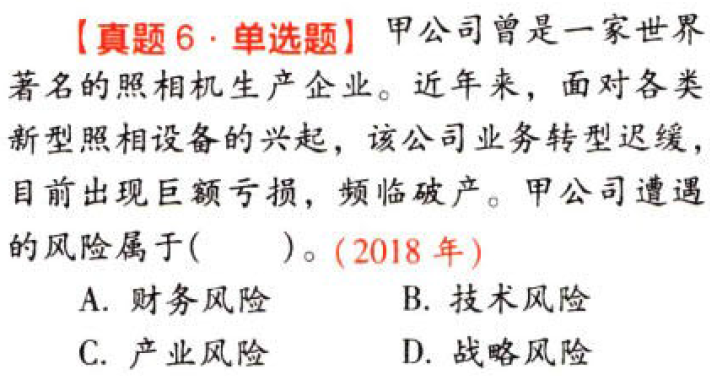 【真题 6·单选题】 甲公司曾是一家世界
著名的照相机生产企业。近年来，面对各类
新型照相设备的兴起，该公司业务转型迟缓，
目前出现巨额亏损，频临破产。甲公司遭遇
的风险属于(　　)。(2018 年)
A. 财务风险　　B. 技术风险
C. 产业风险　　D. 战略风险